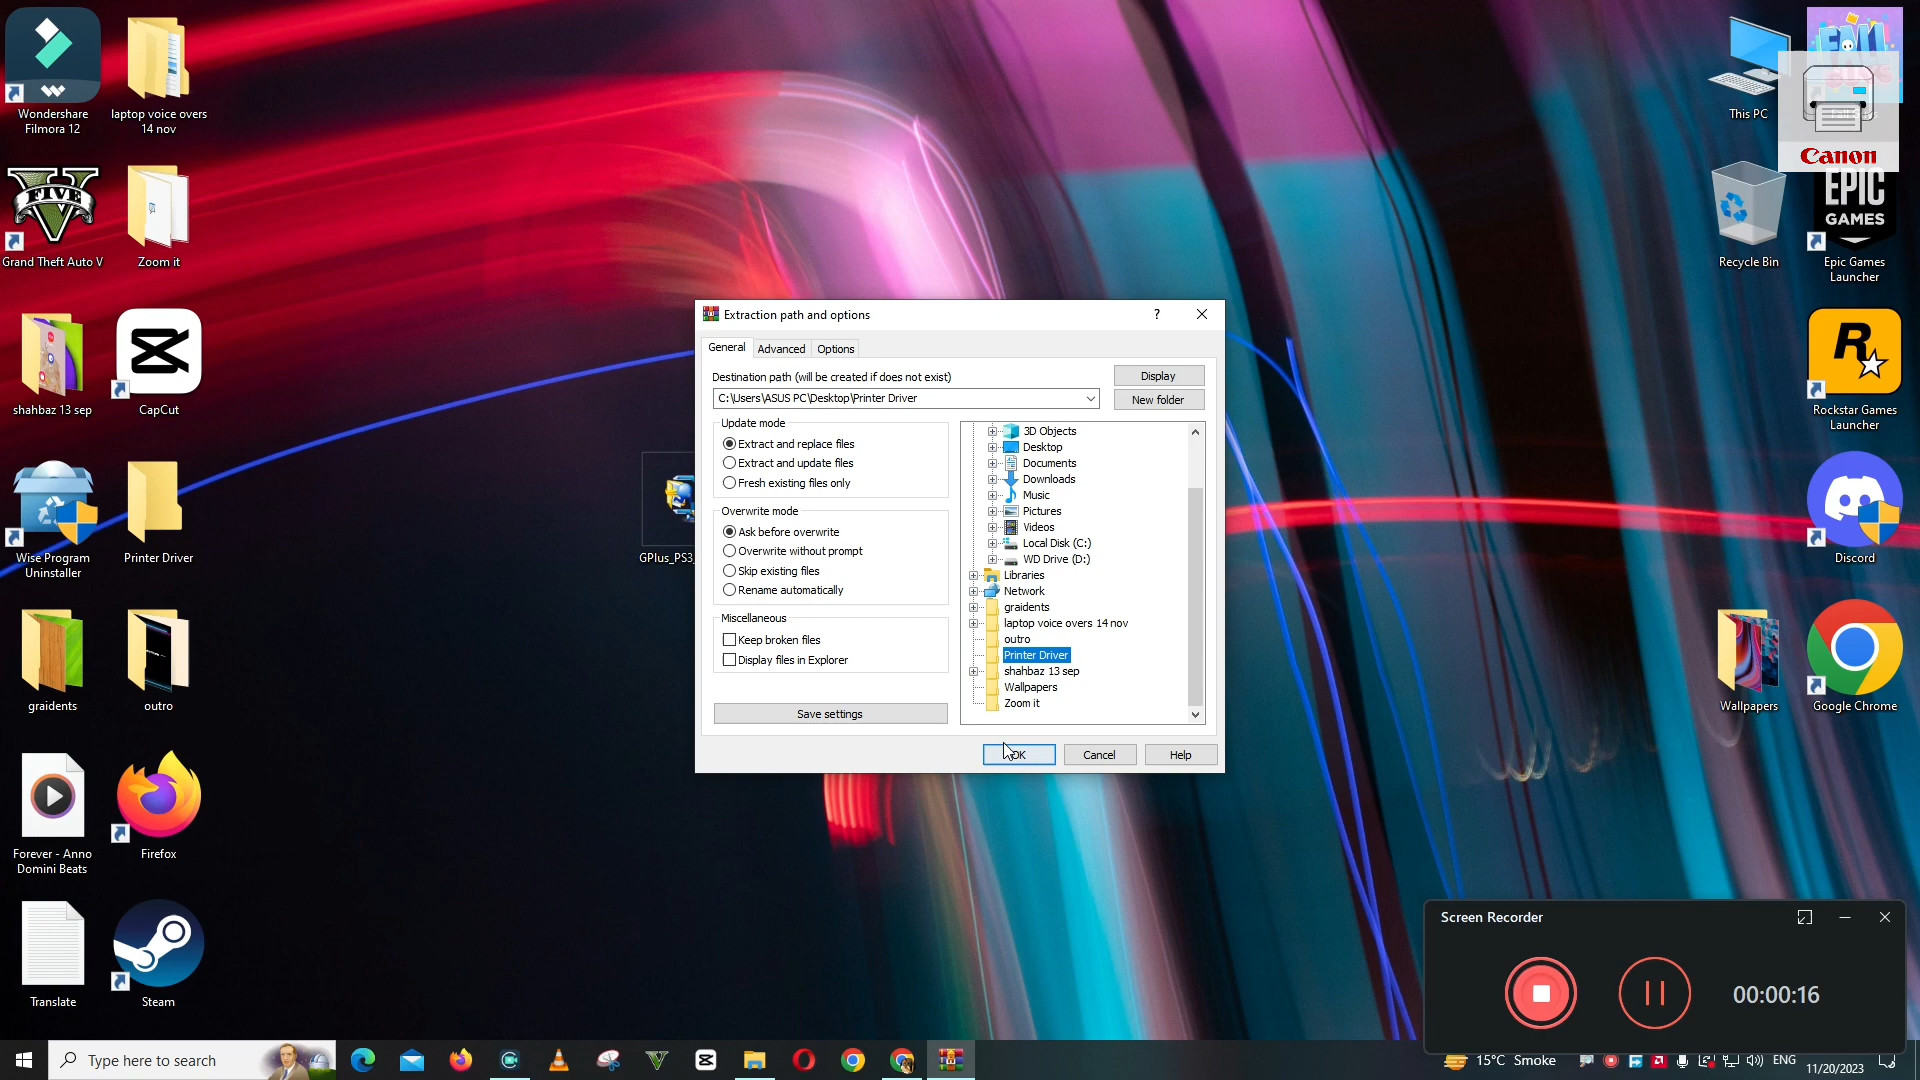 Wondershare
Filmora 12
laptop voice overs
14 nov
Grand Theft Auto V
FIVE
Zoom it
shahbaz 13 sep
CapCut
Wise Program
Uninstaller
Printer Driver
graidents
outro
Forever - Anno
Domini Beats
Firefox
Translate
Steam
GPlus_PS3_
Extraction path and options
?
General
Advanced
Options
Destination path (will be created if does not exist)
Display
C:\Users\ASUS PC\Desktop\Printer Driver
New folder
Update mode
Extract and replace files
Extract and update files
Fresh existing files only
Overwrite mode
Ask before overwrite
Overwrite without prompt
Skip existing files
Rename automatically
Miscellaneous
Keep broken files
Display files in Explorer
Save settings
3D Objects
Desktop
Documents
Downloads
Music
Pictures
Videos
Local Disk (C:)
WD Drive (D:)
Libraries
Network
graidents
laptop voice overs 14 nov
outro
Printer Driver
shahbaz 13 sep
Wallpapers
Zoom it
OK
Cancel
Help
This PC
Canon
Recycle Bin
EPIC
GAMES
Epic Games
Launcher
Rockstar Games
Launcher
Discord
Wallpapers
Google Chrome
Screen Recorder
00:00:16
Type here to search
15°C Smoke
ENG
11/20/2023